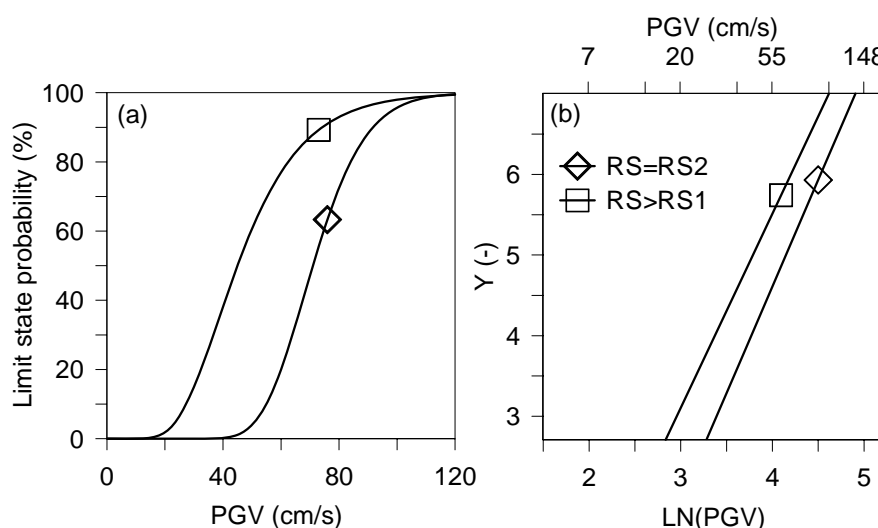 PGV (cm/s)
7 20 55 148
100
80
60
40
20
0
Limit state probability (%)
(a)
0 40 80 120
PGV (cm/s)
(b)
RS=RS2
RS>RS1
6
5
4
3
Y (-)
2 3 4 5
LN(PGV)